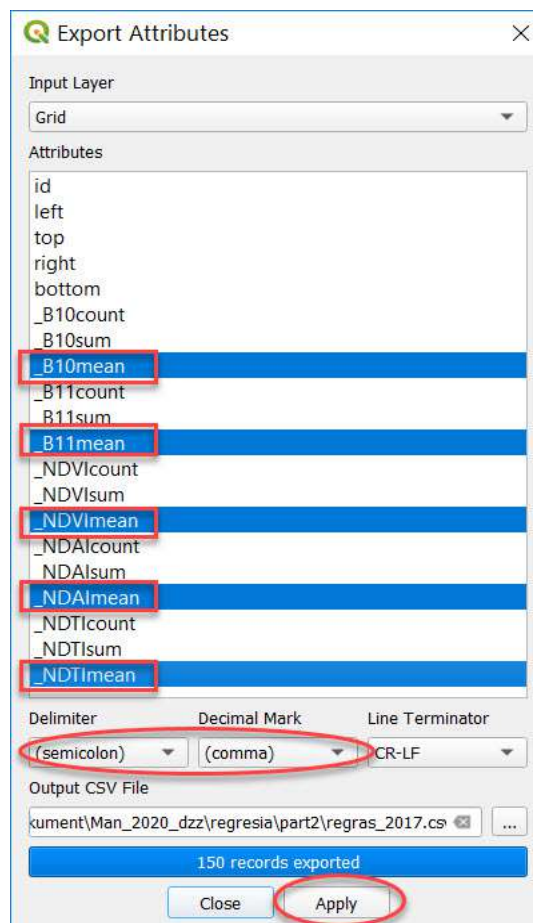 Export Attributes
Input Layer
Grid
Attributes
id
left
top
right
bottom
_B10count
_B10sum
_B10mean
_B11count
_B11sum
_B11mean
_NDVIcount
_NDVIsum
_NDVImean
_NDAIcount
_NDAIsum
_NDAImean
_NDTIcount
_NDTIsum
_NDTImean
Delimiter Decimal Mark Line Terminator
(semicolon) (comma) CR-LF
Output CSV File
kument\Man_2020_dzz\regresia\part2\regras_2017.csv ...
150 records exported
Close Apply